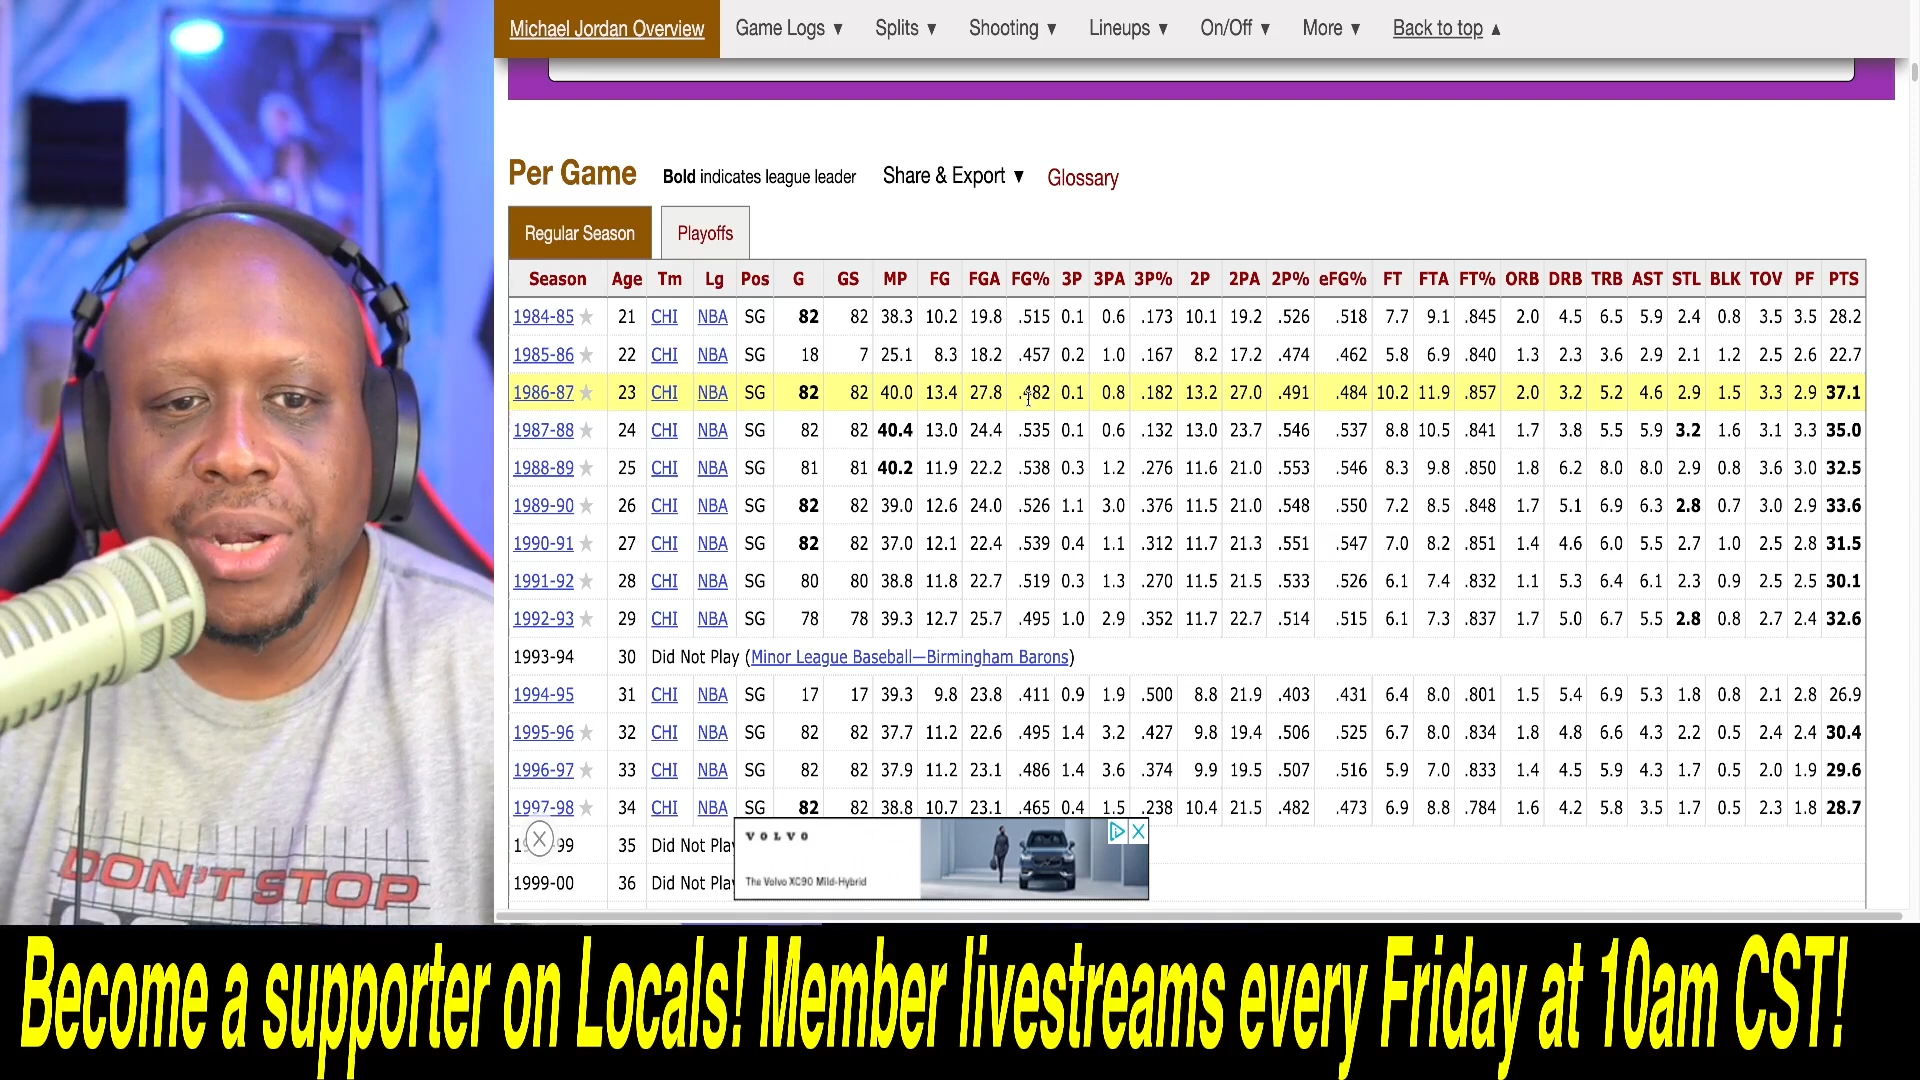 Michael Jordan Overview Game Logs ▼ Splits ▼ Shooting ▼ Lineups ▼ On/Off ▼ More ▼ Back to top ▲
Per Game Bold indicates league leader Share & Export ▼ Glossary
Regular Season Playoffs
Season Age Tm Lg Pos G GS MP FG FGA FG% 3P 3PA 3P% 2P 2PA 2P% eFG% FT FTA FT% ORB DRB TRB AST STL BLK TOV PF PTS
1984-85 ★ 21 CHI NBA SG 82 82 38.3 10.2 19.8 .515 0.1 0.6 .173 10.1 19.2 .526 .518 7.7 9.1 .845 2.0 4.5 6.5 5.9 2.4 0.8 3.5 3.5 28.2
1985-86 ★ 22 CHI NBA SG 18 7 25.1 8.3 18.2 .457 0.2 1.0 .167 8.2 17.2 .474 .462 5.8 6.9 .840 1.3 2.3 3.6 2.9 2.1 1.2 2.5 2.6 22.7
1986-87 ★ 23 CHI NBA SG 82 82 40.0 13.4 27.8 .482 0.1 0.8 .182 13.2 27.0 .491 .484 10.2 11.9 .857 2.0 3.2 5.2 4.6 2.9 1.5 3.3 2.9 37.1
1987-88 ★ 24 CHI NBA SG 82 82 40.4 13.0 24.4 .535 0.1 0.6 .132 13.0 23.7 .546 .537 8.8 10.5 .841 1.7 3.8 5.5 5.9 3.2 1.6 3.1 3.3 35.0
1988-89 ★ 25 CHI NBA SG 81 81 40.2 11.9 22.2 .538 0.3 1.2 .276 11.6 21.0 .553 .546 8.3 9.8 .850 1.8 6.2 8.0 8.0 2.9 0.8 3.6 3.0 32.5
1989-90 ★ 26 CHI NBA SG 82 82 39.0 12.6 24.0 .526 1.1 3.0 .376 11.5 21.0 .548 .550 7.2 8.5 .848 1.7 5.1 6.9 6.3 2.8 0.7 3.0 2.9 33.6
1990-91 ★ 27 CHI NBA SG 82 82 37.0 12.1 22.4 .539 0.4 1.1 .312 11.7 21.3 .551 .547 7.0 8.2 .851 1.4 4.6 6.0 5.5 2.7 1.0 2.5 2.8 31.5
1991-92 ★ 28 CHI NBA SG 80 80 38.8 11.8 22.7 .519 0.3 1.3 .270 11.5 21.5 .533 .526 6.1 7.4 .832 1.1 5.3 6.4 6.1 2.3 0.9 2.5 2.5 30.1
1992-93 ★ 29 CHI NBA SG 78 78 39.3 12.7 25.7 .495 1.0 2.9 .352 11.7 22.7 .514 .515 6.1 7.3 .837 1.7 5.0 6.7 5.5 2.8 0.8 2.7 2.4 32.6
1993-94 30 Did Not Play (Minor League Baseball—Birmingham Barons)
1994-95 31 CHI NBA SG 17 17 39.3 9.8 23.8 .411 0.9 1.9 .500 8.8 21.9 .403 .431 6.4 8.0 .801 1.5 5.4 6.9 5.3 1.8 0.8 2.1 2.8 26.9
1995-96 ★ 32 CHI NBA SG 82 82 37.7 11.2 22.6 .495 1.4 3.2 .427 9.8 19.4 .506 .525 6.7 8.0 .834 1.8 4.8 6.6 4.3 2.2 0.5 2.4 2.4 30.4
1996-97 ★ 33 CHI NBA SG 82 82 37.9 11.2 23.1 .486 1.4 3.6 .374 9.9 19.5 .507 .516 5.9 7.0 .833 1.4 4.5 5.9 4.3 1.7 0.5 2.0 1.9 29.6
1997-98 ★ 34 CHI NBA SG 82 82 38.8 10.7 23.1 .465 0.4 1.5 .238 10.4 21.5 .482 .473 6.9 8.8 .784 1.6 4.2 5.8 3.5 1.7 0.5 2.3 1.8 28.7
35 Did Not Play
1999-00 36 Did Not Play
VOLVO
The Volvo XC90 Mild-Hybrid
DON'T STOP
Become a supporter on Locals! Member livestreams every Friday at 10am CST!